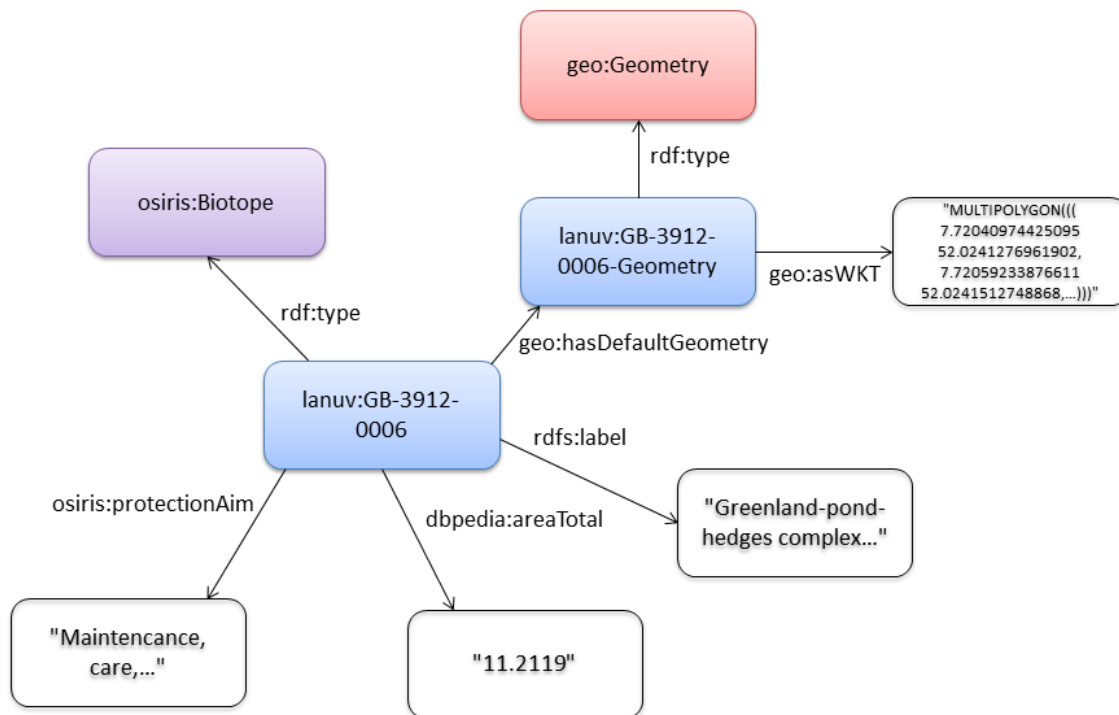 geo:Geometry
rdf:type
osiris:Biotope
lanuv:GB-3912-
0006-Geometry
geo:asWKT
"MULTIPOLYGON(((
7.72040974425095
52.0241276961902,
7.72059233876611
52.0241512748868,...)))"
rdf:type
geo:hasDefaultGeometry
lanuv:GB-3912-
0006
rdfs:label
osiris:protectionAim
dbpedia:areaTotal
"Greenland-pond-
hedges complex..."
"Maintencance,
care,..."
"11.2119"